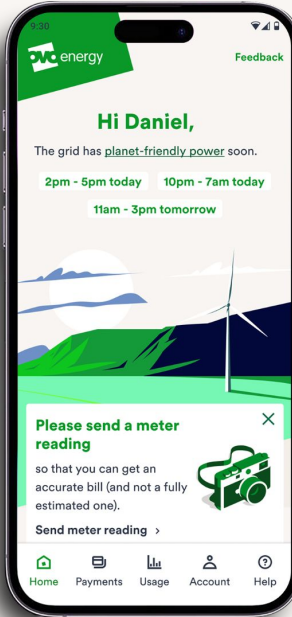 9:30
ovo energy
Feedback
Hi Daniel,
The grid has planet-friendly power soon.
2pm - 5pm today 10pm - 7am today
11am - 3pm tomorrow
Please send a meter
reading
so that you can get an
accurate bill (and not a fully
estimated one).
Send meter reading >
Home Payments Usage Account Help